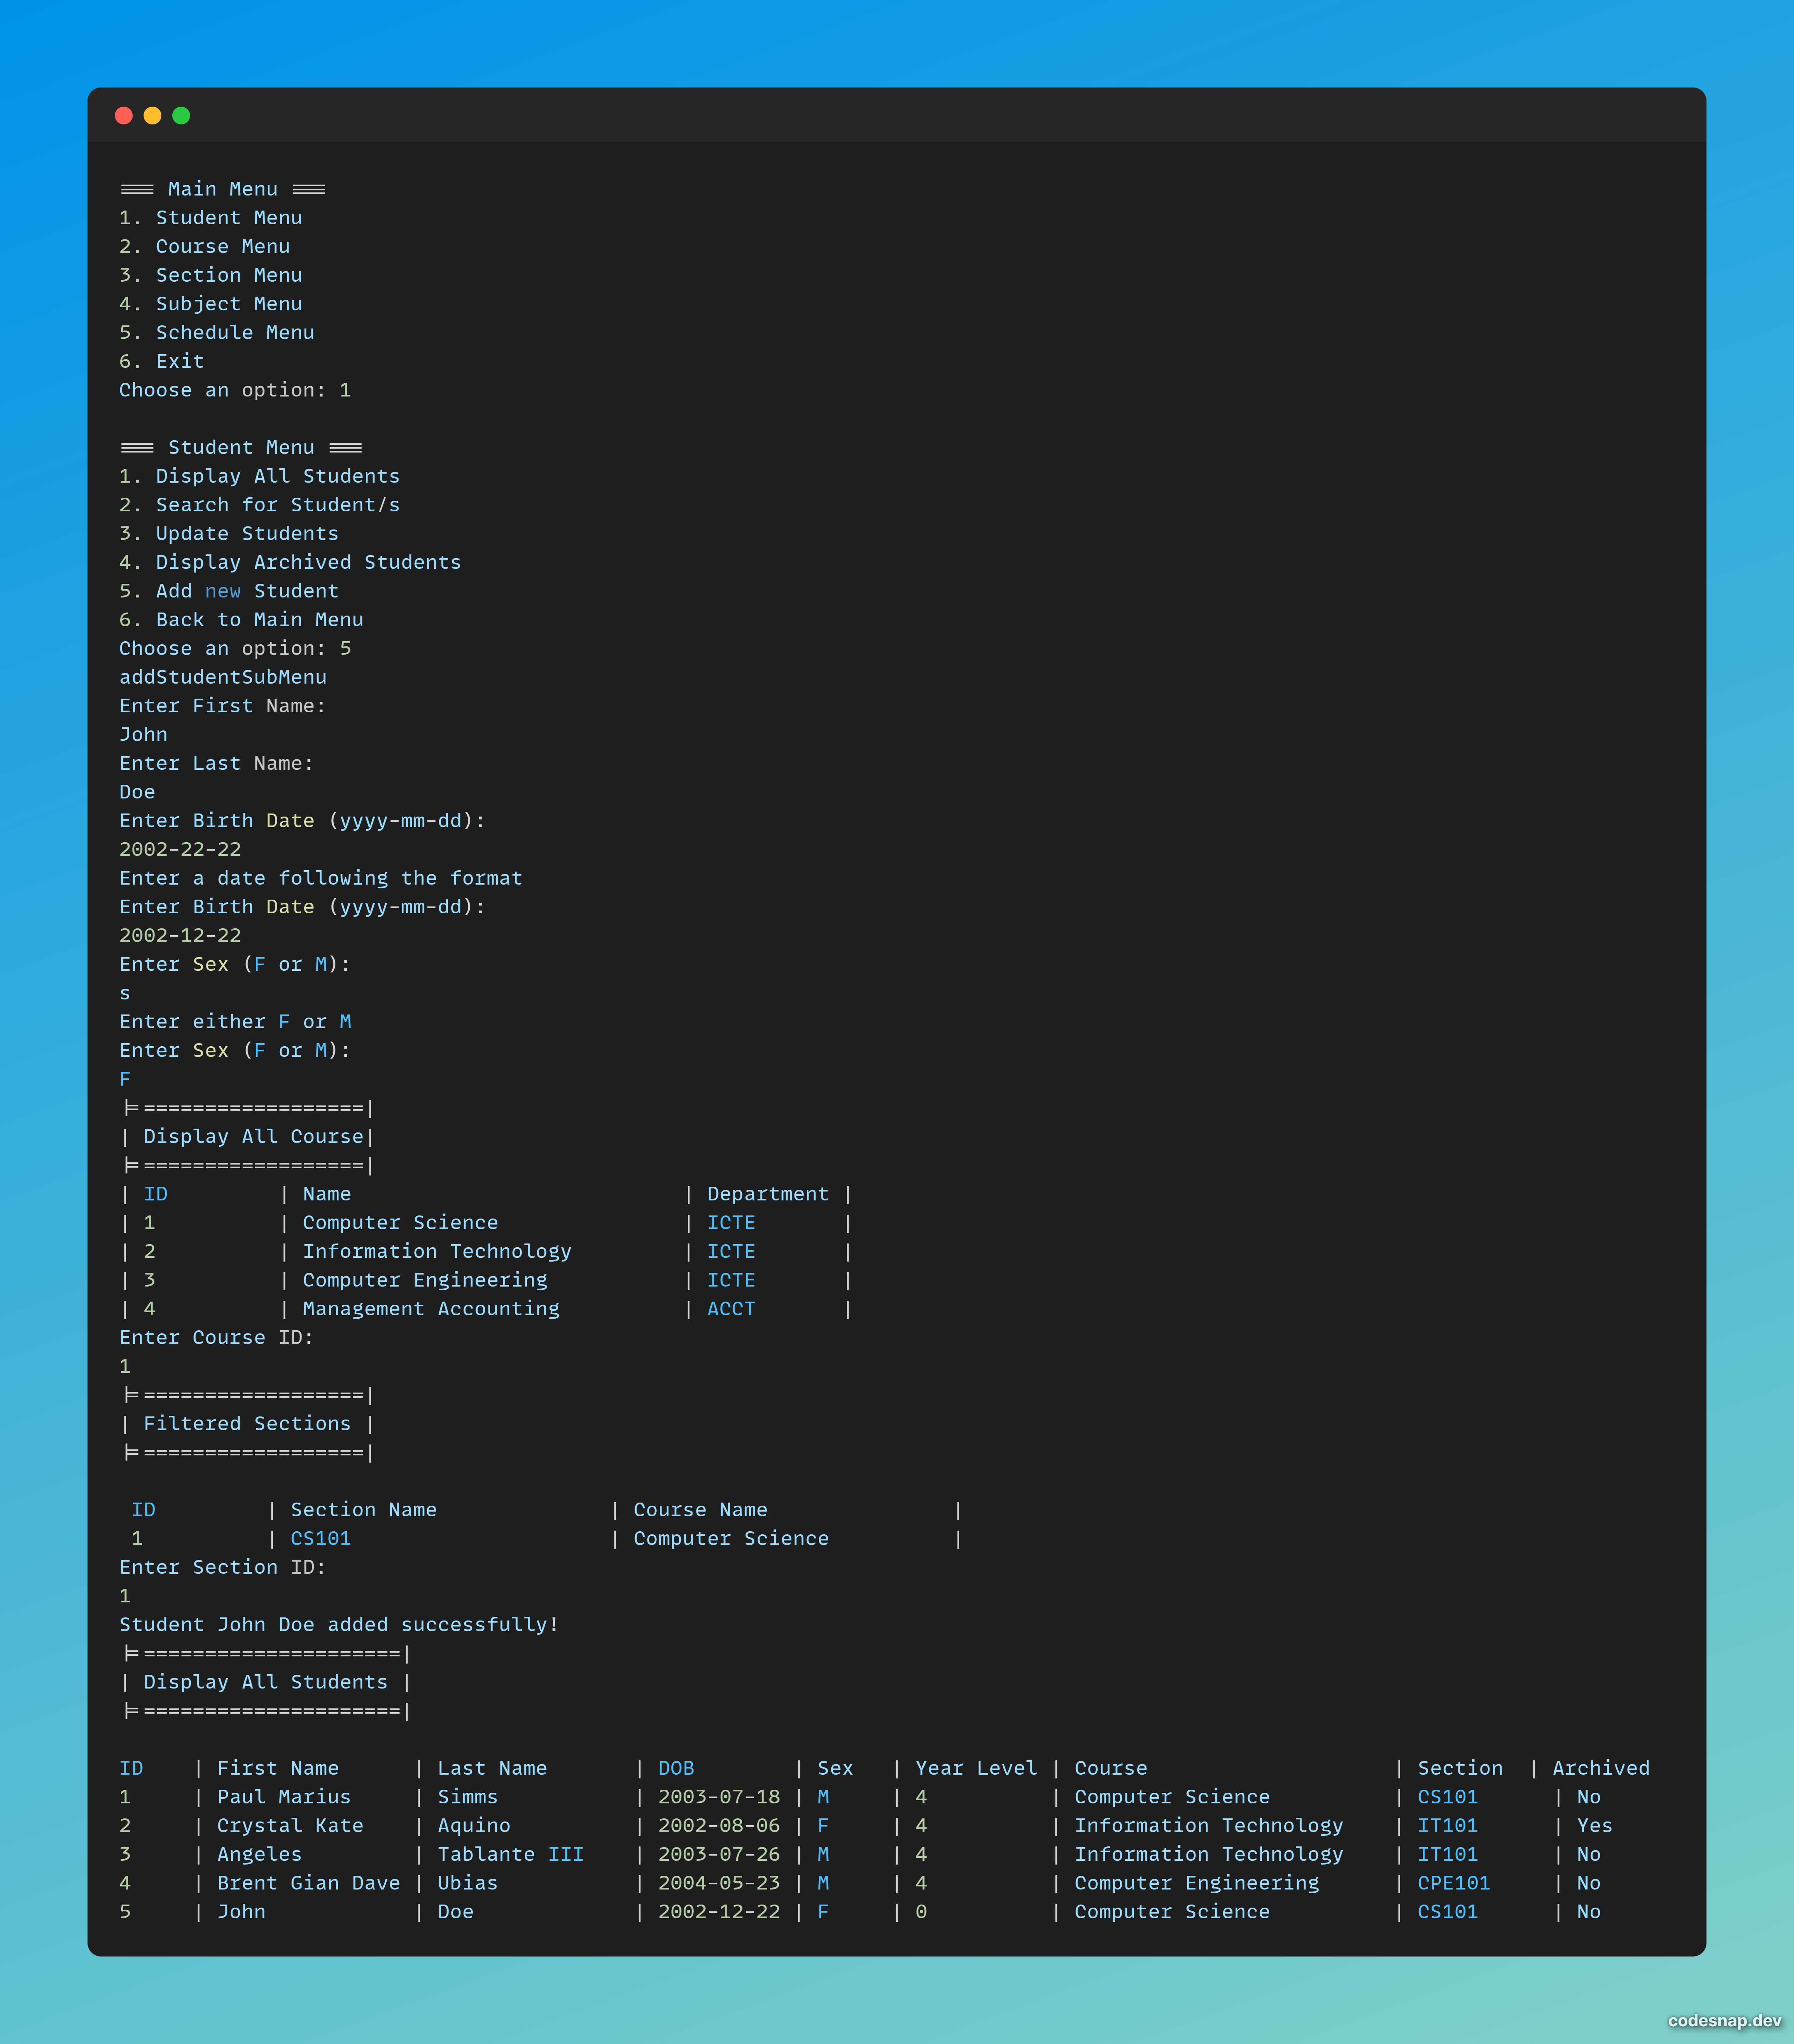 === Main Menu ===
1. Student Menu
2. Course Menu
3. Section Menu
4. Subject Menu
5. Schedule Menu
6. Exit
Choose an option: 1

=== Student Menu ===
1. Display All Students
2. Search for Student/s
3. Update Students
4. Display Archived Students
5. Add new Student
6. Back to Main Menu
Choose an option: 5
addStudentSubMenu
Enter First Name:
John
Enter Last Name:
Doe
Enter Birth Date (yyyy-mm-dd):
2002-22-22
Enter a date following the format
Enter Birth Date (yyyy-mm-dd):
2002-12-22
Enter Sex (F or M):
s
Enter either F or M
Enter Sex (F or M):
F
|===================|
| Display All Course|
|===================|
| ID         | Name                           | Department |
| 1          | Computer Science               | ICTE       |
| 2          | Information Technology         | ICTE       |
| 3          | Computer Engineering           | ICTE       |
| 4          | Management Accounting          | ACCT       |
Enter Course ID:
1
|===================|
| Filtered Sections |
|===================|

 ID         | Section Name              | Course Name               |
 1          | CS101                     | Computer Science          |
Enter Section ID:
1
Student John Doe added successfully!
|======================|
| Display All Students |
|======================|

ID    | First Name      | Last Name       | DOB        | Sex   | Year Level | Course                    | Section  | Archived
1     | Paul Marius     | Simms           | 2003-07-18 | M     | 4          | Computer Science          | CS101      | No
2     | Crystal Kate    | Aquino          | 2002-08-06 | F     | 4          | Information Technology    | IT101      | Yes
3     | Angeles         | Tablante III    | 2003-07-26 | M     | 4          | Information Technology    | IT101      | No
4     | Brent Gian Dave | Ubias           | 2004-05-23 | M     | 4          | Computer Engineering      | CPE101     | No
5     | John            | Doe             | 2002-12-22 | F     | 0          | Computer Science          | CS101      | No
codesnap.dev